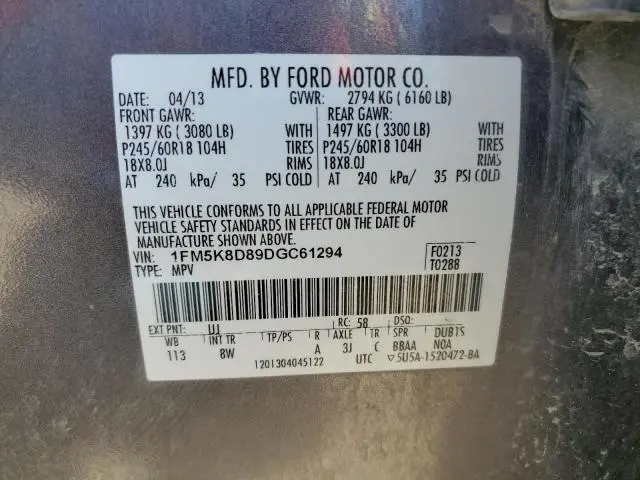 MFD. BY FORD MOTOR CO.
DATE: 04/13 GVWR: 2794 KG ( 6160 LB)
FRONT GAWR: REAR GAWR:
1397 KG ( 3080 LB) WITH 1497 KG ( 3300 LB) WITH
P245/60R18 104H TIRES P245/60R18 104H TIRES
18X8.0J RIMS 18X8.0J RIMS
AT 240 kPa/ 35 PSI COLD AT 240 kPa/ 35 PSI COLD
THIS VEHICLE CONFORMS TO ALL APPLICABLE FEDERAL MOTOR
VEHICLE SAFETY STANDARDS IN EFFECT ON THE DATE OF
MANUFACTURE SHOWN ABOVE.
VIN: 1FM5K8D89DGC61294 F0213
TYPE: MPV T0288
EXT PNT: UJ RC: 58 DSO:
WB INT TR TP/PS R AXLE TR SPR DUB1S
113 8W A 3J C BBAA NOA
1201304045122 UTC ▽5U5A-1520472-BA